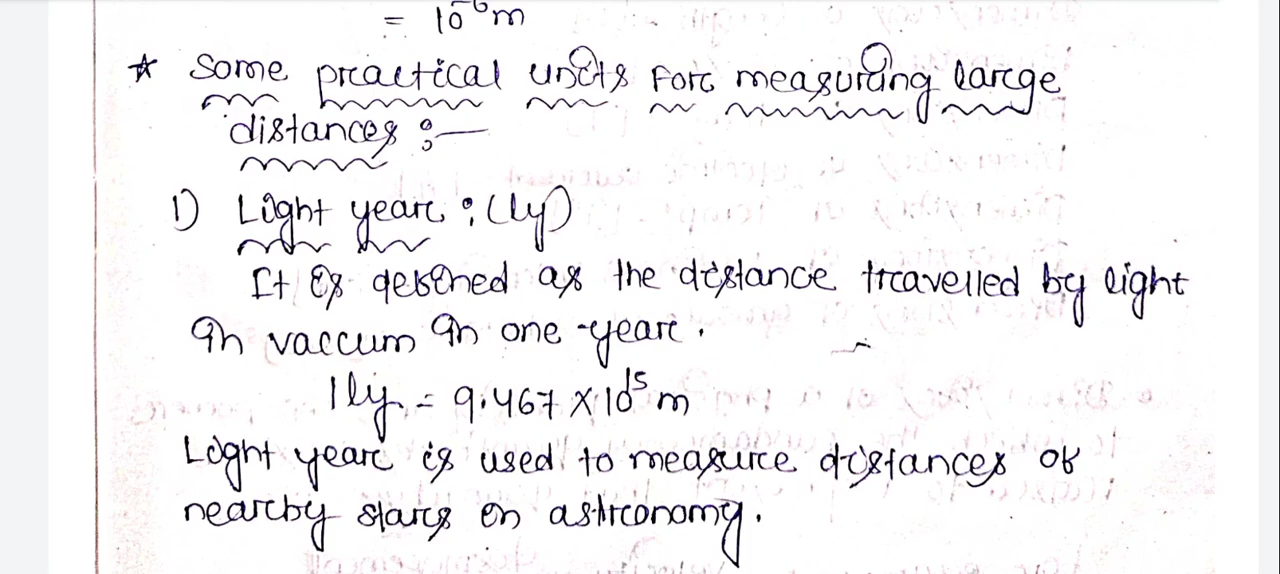 = 10⁻⁶m
☆ Some practical units For measuring large
distances :—
1) Light year : (ly)
It is defined as the distance travelled by light
in vaccum in one year.
1 ly = 9.467 × 10¹⁵ m
Light year is used to measure distances of
nearby stars in astronomy.